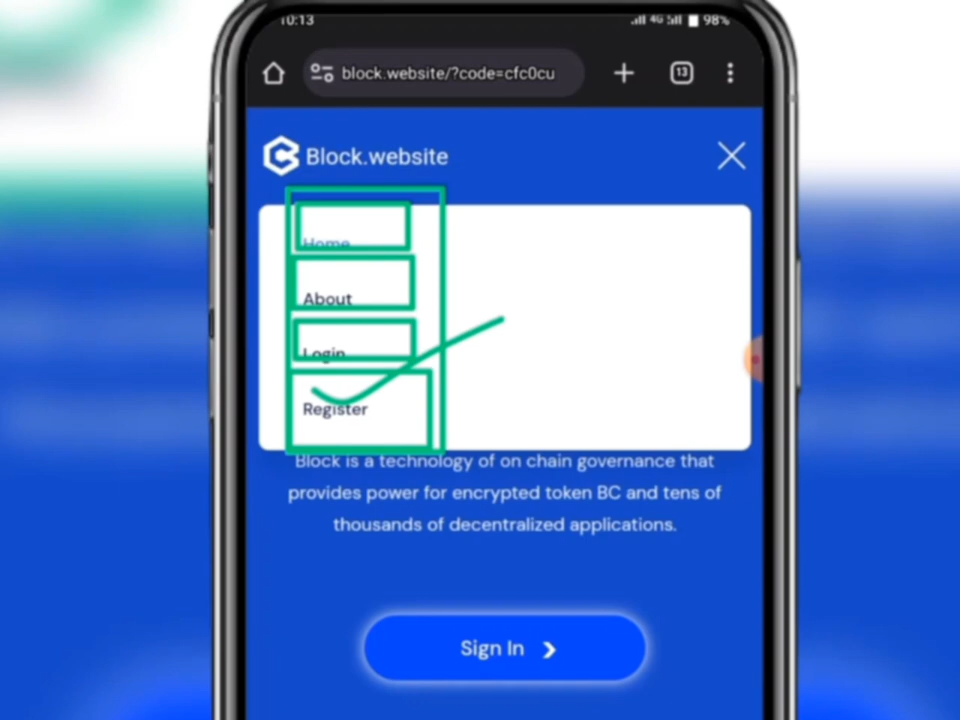 10:13 4G 98%
block.website/?code=cfc0cu 13
Block.website
Home
About
Login
Register
Block is a technology of on chain governance that
provides power for encrypted token BC and tens of
thousands of decentralized applications.
Sign In